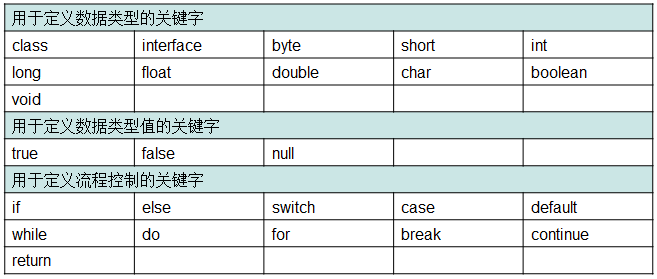 用于定义数据类型的关键字
class interface byte short int
long float double char boolean
void
用于定义数据类型值的关键字
true false null
用于定义流程控制的关键字
if else switch case default
while do for break continue
return